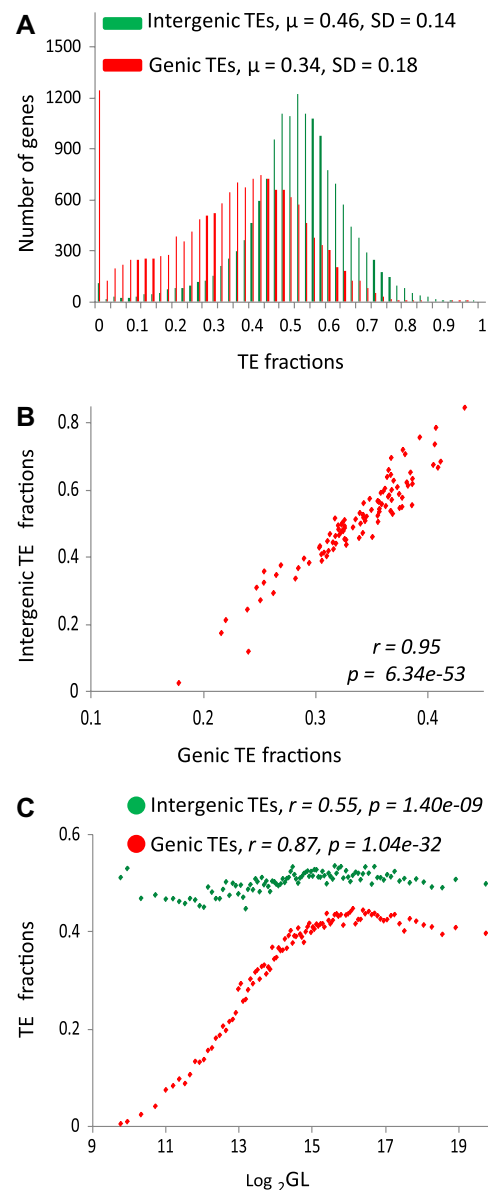 A
Intergenic TEs, μ = 0.46, SD = 0.14
Genic TEs, μ = 0.34, SD = 0.18
Number of genes
1500
1200
900
600
300
0
0 0.1 0.2 0.3 0.4 0.5 0.6 0.7 0.8 0.9 1
TE fractions
B
Intergenic TE fractions
0.8
0.6
0.4
0.2
0
r = 0.95
p = 6.34e-53
0.1 0.2 0.3 0.4
Genic TE fractions
C
Intergenic TEs, r = 0.55, p = 1.40e-09
Genic TEs, r = 0.87, p = 1.04e-32
TE fractions
0.6
0.4
0.2
0
9 11 13 15 17 19
Log 2GL